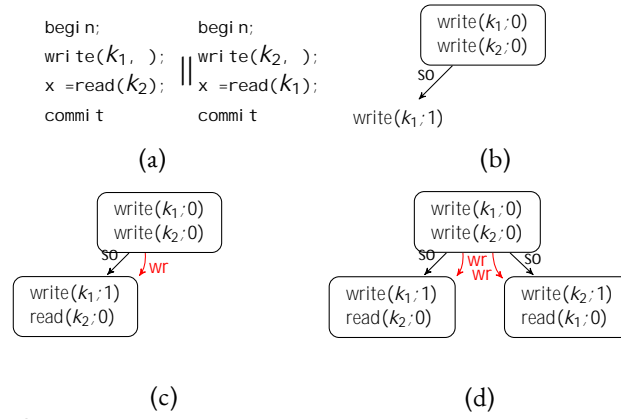 begin;
write(k1, );
x =read(k2);
commit
||
begin;
write(k2, );
x =read(k1);
commit
(a)
write(k1;0)
write(k2;0)
so
write(k1;1)
(b)
write(k1;0)
write(k2;0)
so
wr
write(k1;1)
read(k2;0)
(c)
write(k1;0)
write(k2;0)
so
wr
wr
so
write(k1;1)
read(k2;0)
write(k2;1)
read(k1;0)
(d)